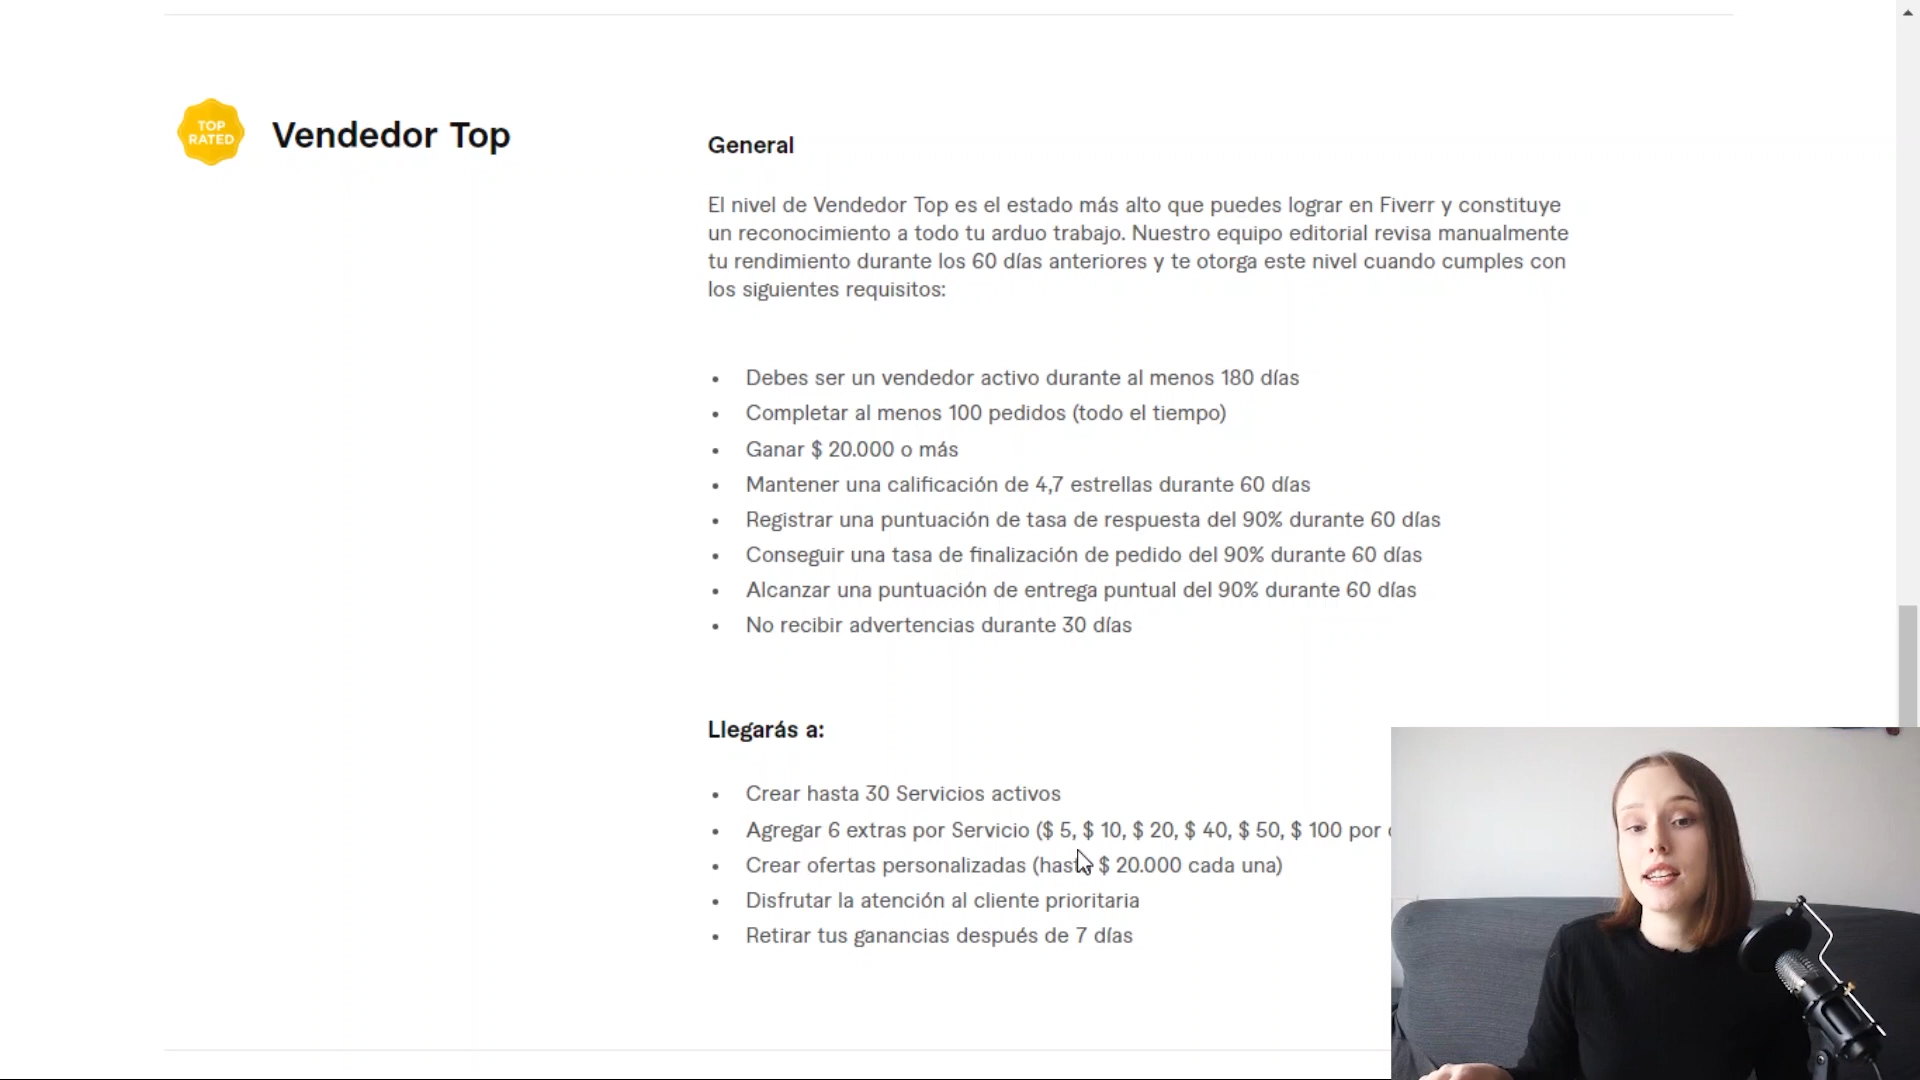 TOP
RATED
Vendedor Top
General
El nivel de Vendedor Top es el estado más alto que puedes lograr en Fiverr y constituye
un reconocimiento a todo tu arduo trabajo. Nuestro equipo editorial revisa manualmente
tu rendimiento durante los 60 días anteriores y te otorga este nivel cuando cumples con
los siguientes requisitos:
• Debes ser un vendedor activo durante al menos 180 días
• Completar al menos 100 pedidos (todo el tiempo)
• Ganar $ 20.000 o más
• Mantener una calificación de 4,7 estrellas durante 60 días
• Registrar una puntuación de tasa de respuesta del 90% durante 60 días
• Conseguir una tasa de finalización de pedido del 90% durante 60 días
• Alcanzar una puntuación de entrega puntual del 90% durante 60 días
• No recibir advertencias durante 30 días
Llegarás a:
• Crear hasta 30 Servicios activos
• Agregar 6 extras por Servicio ($ 5, $ 10, $ 20, $ 40, $ 50, $ 100 por
• Crear ofertas personalizadas (hasta $ 20.000 cada una)
• Disfrutar la atención al cliente prioritaria
• Retirar tus ganancias después de 7 días